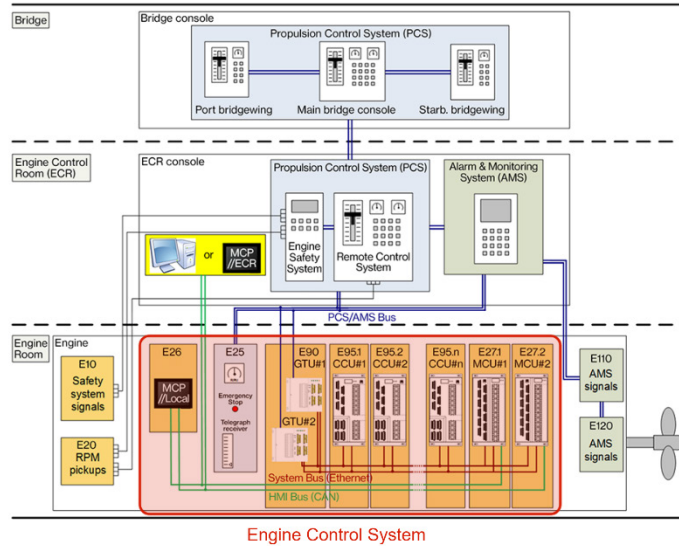 Bridge
Bridge console
Propulsion Control System (PCS)
Port bridgewing
Main bridge console
Starb. bridgewing
Engine Control
Room (ECR)
ECR console
Propulsion Control System (PCS)
Alarm & Monitoring
System (AMS)
or
MCP
//ECR
Engine
Safety
System
Remote Control
System
PCS/AMS Bus
Engine
Room
Engine
E10
Safety
system
signals
E20
RPM
pickups
E26
MCP
//Local
E25
Emergency
Stop
Telegraph
receiver
E90
GTU#1
GTU#2
E95.1
CCU#1
E95.2
CCU#2
E95.n
CCU#n
E27.1
MCU#1
E27.2
MCU#2
System Bus (Ethernet)
HMI Bus (CAN)
E110
AMS
signals
E120
AMS
signals
Engine Control System